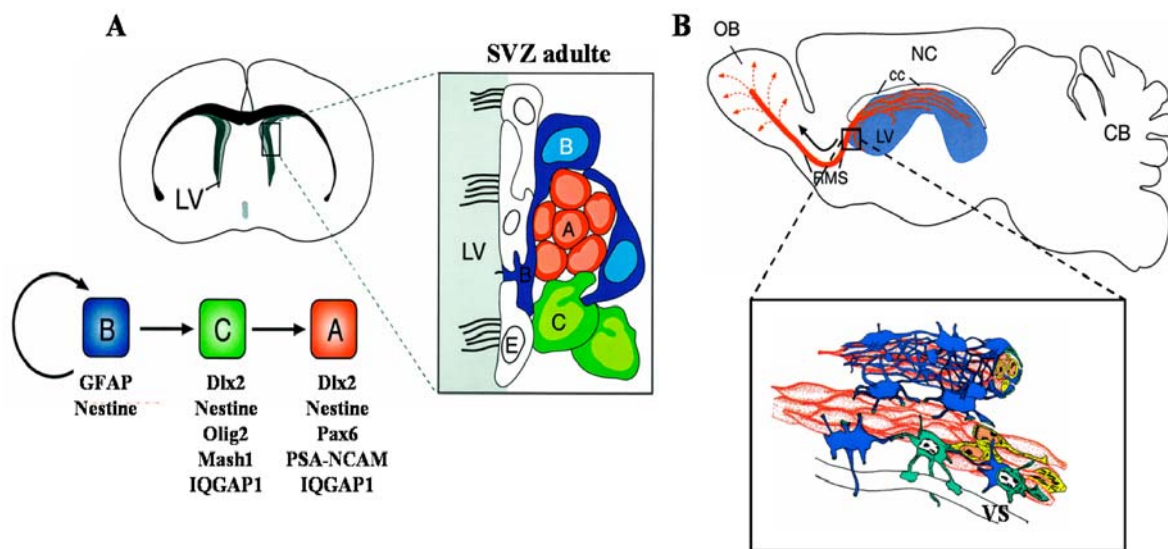 A
SVZ adulte
LV
LV
B
A
B
C
E
B
C
A
GFAP
Nestine
Dlx2
Nestine
Olig2
Mash1
IQGAP1
Dlx2
Nestine
Pax6
PSA-NCAM
IQGAP1
B
OB
NC
cc
LV
RMS
CB
VS